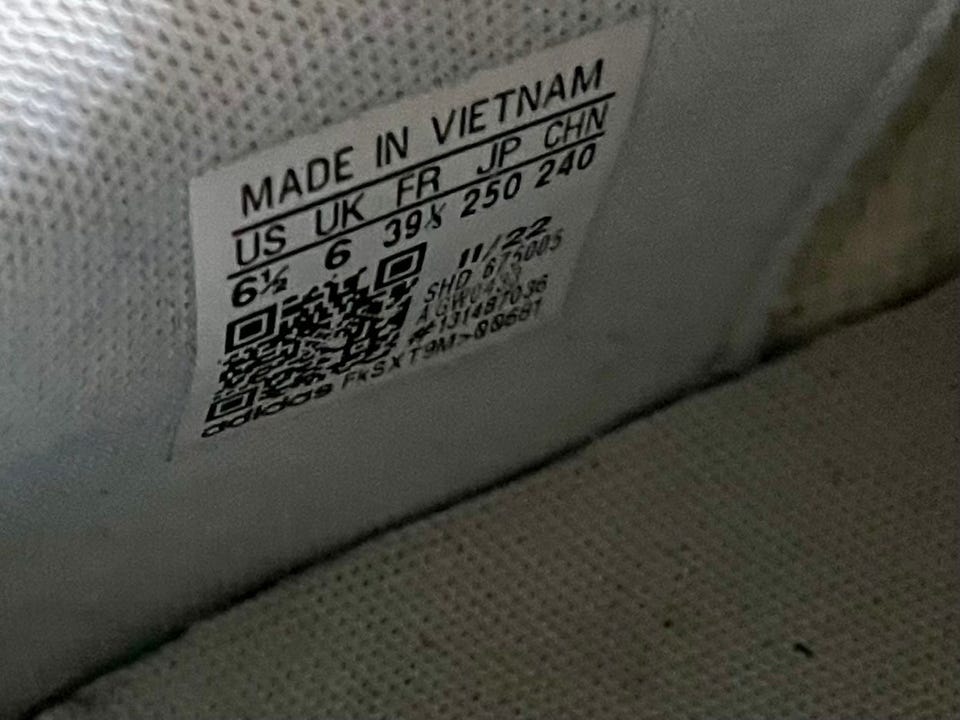 MADE IN VIETNAM
US UK FR JP CHN
6½ 6 39⅓ 250 240
11/22
SHD 675005
#131487036
adidas